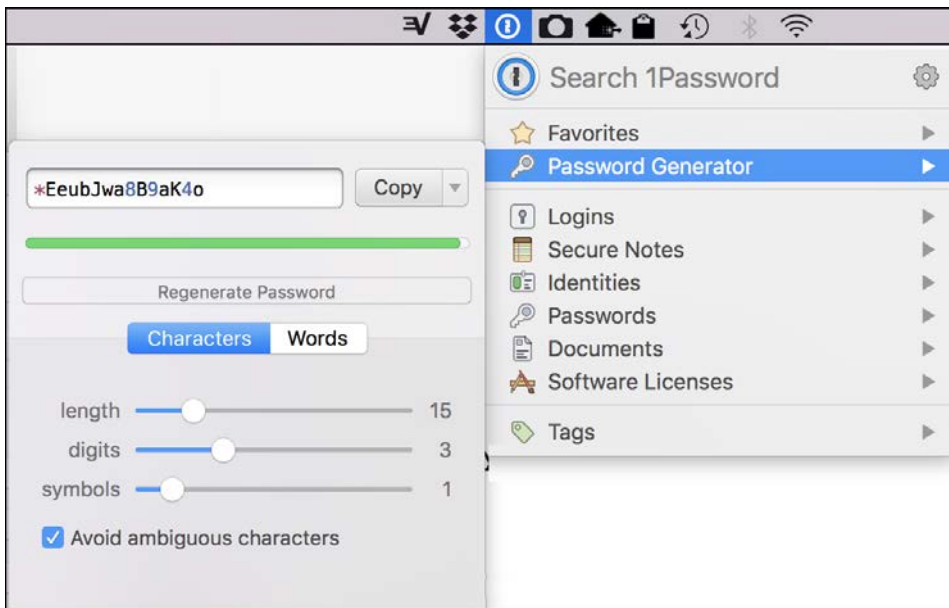 Search 1Password
Favorites
Password Generator
Logins
Secure Notes
Identities
Passwords
Documents
Software Licenses
Tags
*EeubJwa8B9aK4o
Copy
Regenerate Password
Characters Words
length 15
digits 3
symbols 1
Avoid ambiguous characters